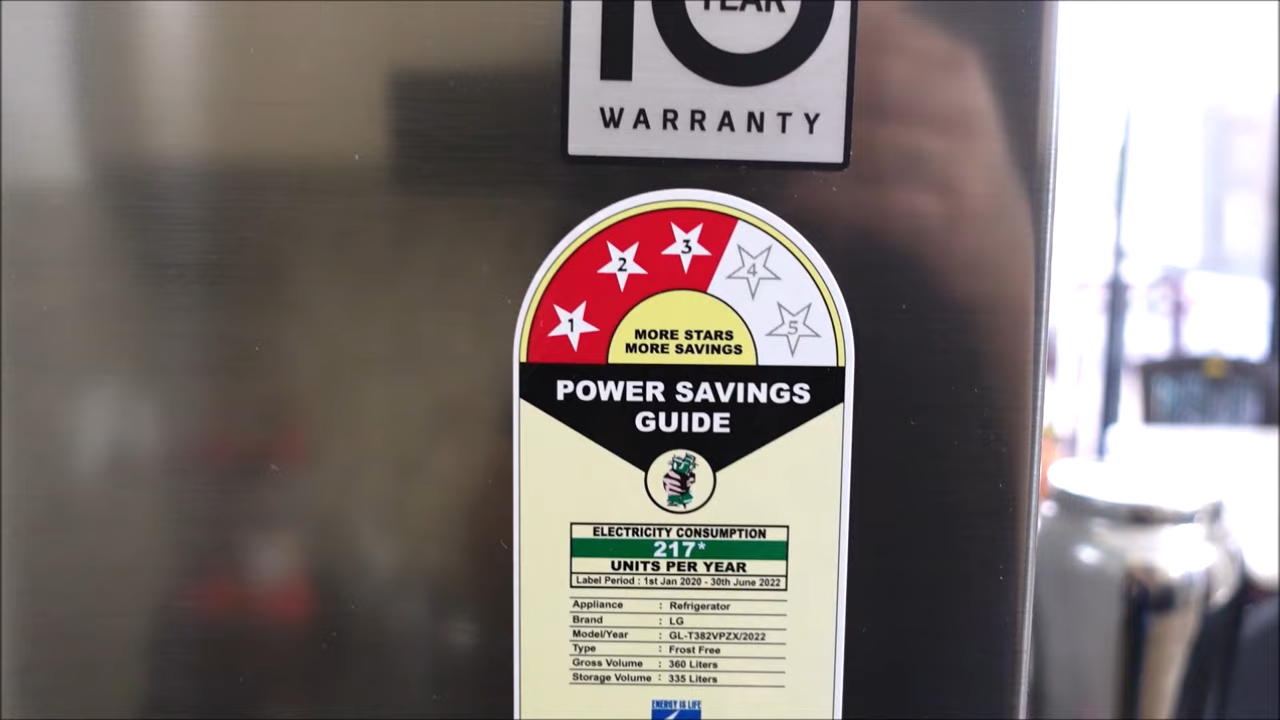 10
YEAR
WARRANTY
1 2 3 4 5
MORE STARS
MORE SAVINGS
POWER SAVINGS
GUIDE
ELECTRICITY CONSUMPTION
217*
UNITS PER YEAR
Label Period : 1st Jan 2020 - 30th June 2022
Appliance : Refrigerator
Brand : LG
Model/Year : GL-T382VPZX/2022
Type : Frost Free
Gross Volume : 360 Liters
Storage Volume : 335 Liters
ENERGY IS LIFE